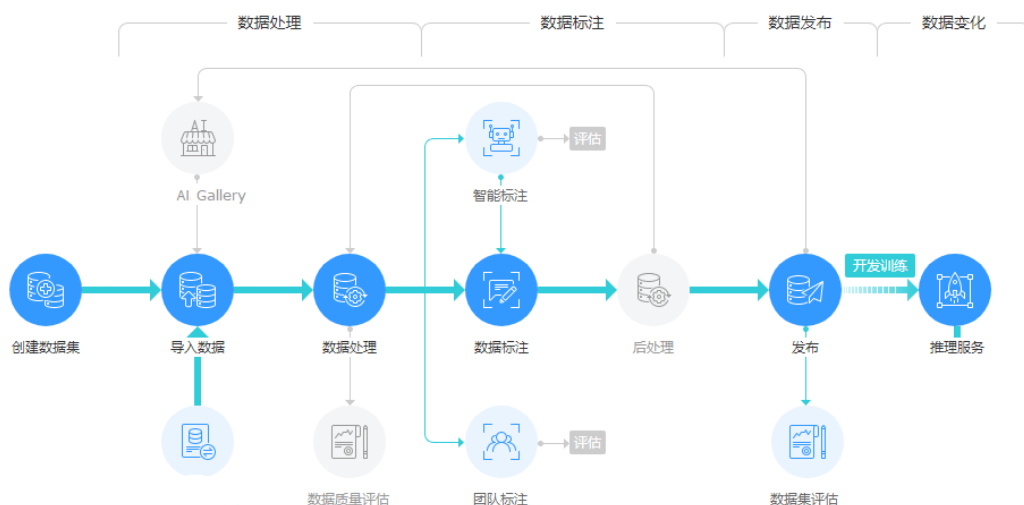 数据处理
数据标注
数据发布
数据变化
AI
AI Gallery
智能标注
评估
开发训练
创建数据集
导入数据
数据处理
数据标注
后处理
发布
推理服务
评估
数据质量评估
团队标注
数据集评估